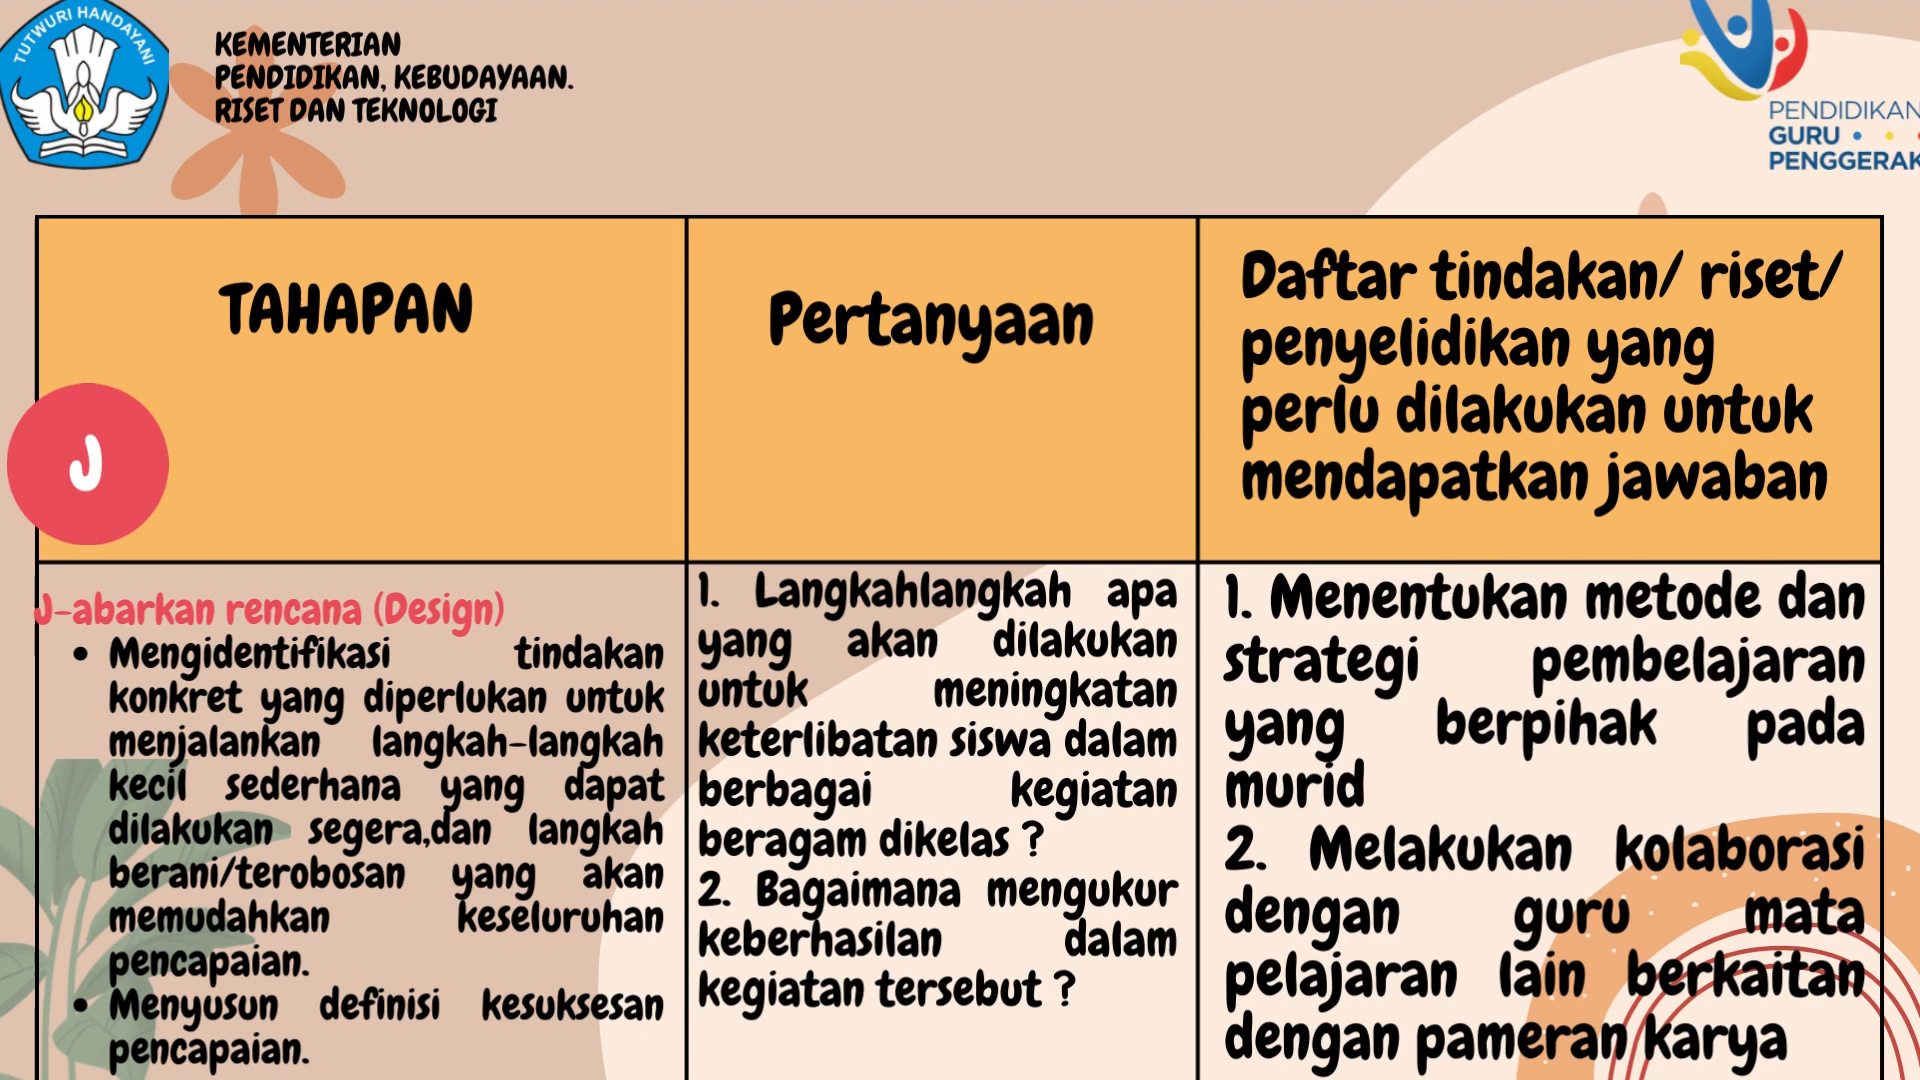 TUTWURI HANDAYANI
KEMENTERIAN
PENDIDIKAN, KEBUDAYAAN.
RISET DAN TEKNOLOGI
PENDIDIKAN
GURU
PENGGERAK
TAHAPAN
Pertanyaan
Daftar tindakan/ riset/
penyelidikan yang
perlu dilakukan untuk
mendapatkan jawaban
J
J-abarkan rencana (Design)
• Mengidentifikasi tindakan
konkret yang diperlukan untuk
menjalankan langkah-langkah
kecil sederhana yang dapat
dilakukan segera,dan langkah
berani/terobosan yang akan
memudahkan keseluruhan
pencapaian.
• Menyusun definisi kesuksesan
pencapaian.
1. Langkahlangkah apa
yang akan dilakukan
untuk meningkatan
keterlibatan siswa dalam
berbagai kegiatan
beragam dikelas ?
2. Bagaimana mengukur
keberhasilan dalam
kegiatan tersebut ?
1. Menentukan metode dan
strategi pembelajaran
yang berpihak pada
murid
2. Melakukan kolaborasi
dengan guru mata
pelajaran lain berkaitan
dengan pameran karya